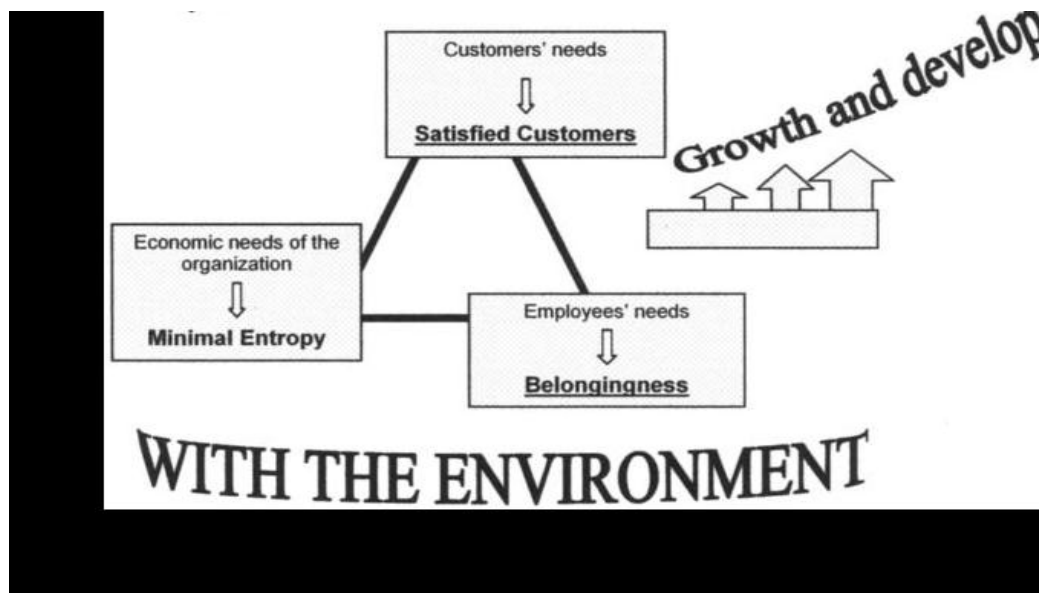 Customers' needs
Satisfied Customers
Growth and develop
Economic needs of the
organization
Minimal Entropy
Employees' needs
Belongingness
WITH THE ENVIRONMENT